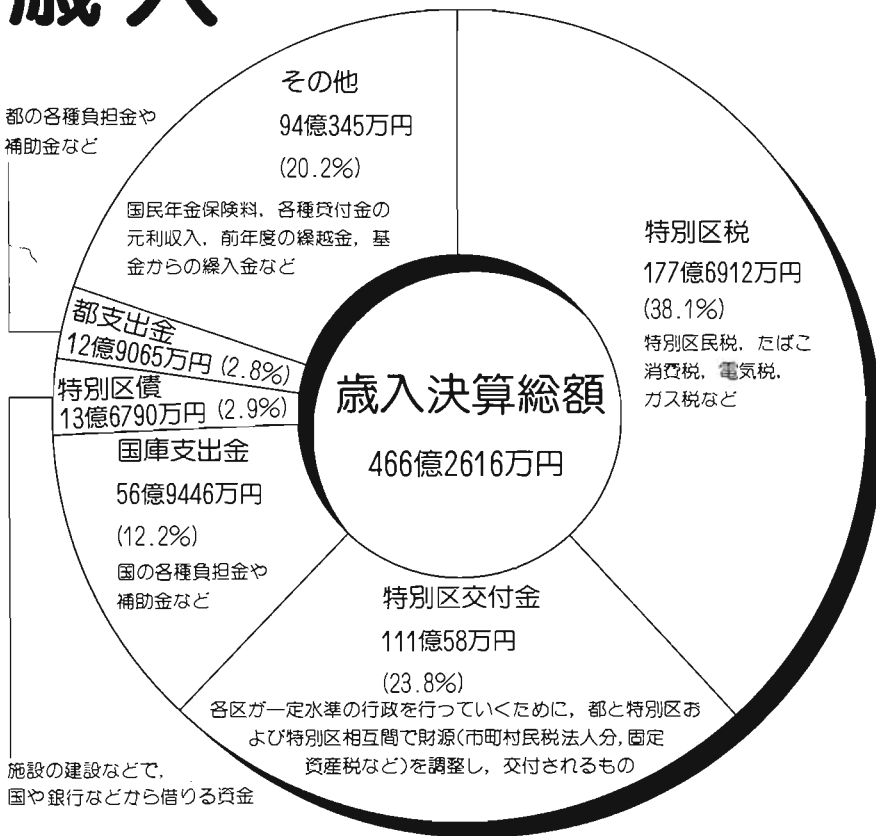 歳入
その他
94億345万円
(20.2%)
国民年金保険料，各種貸付金の
元利収入，前年度の繰越金，基
金からの繰入金など
都の各種負担金や
補助金など
特別区税
177億6912万円
(38.1%)
特別区民税，たばこ
消費税，電気税，
ガス税など
都支出金
12億9065万円 (2.8%)
特別区債
13億6790万円 (2.9%)
歳入決算総額
466億2616万円
国庫支出金
56億9446万円
(12.2%)
国の各種負担金や
補助金など
特別区交付金
111億58万円
(23.8%)
各区が一定水準の行政を行っていくために，都と特別区お
よび特別区相互間で財源(市町村民税法人分，固定
資産税など)を調整し，交付されるもの
施設の建設などで，
国や銀行などから借りる資金